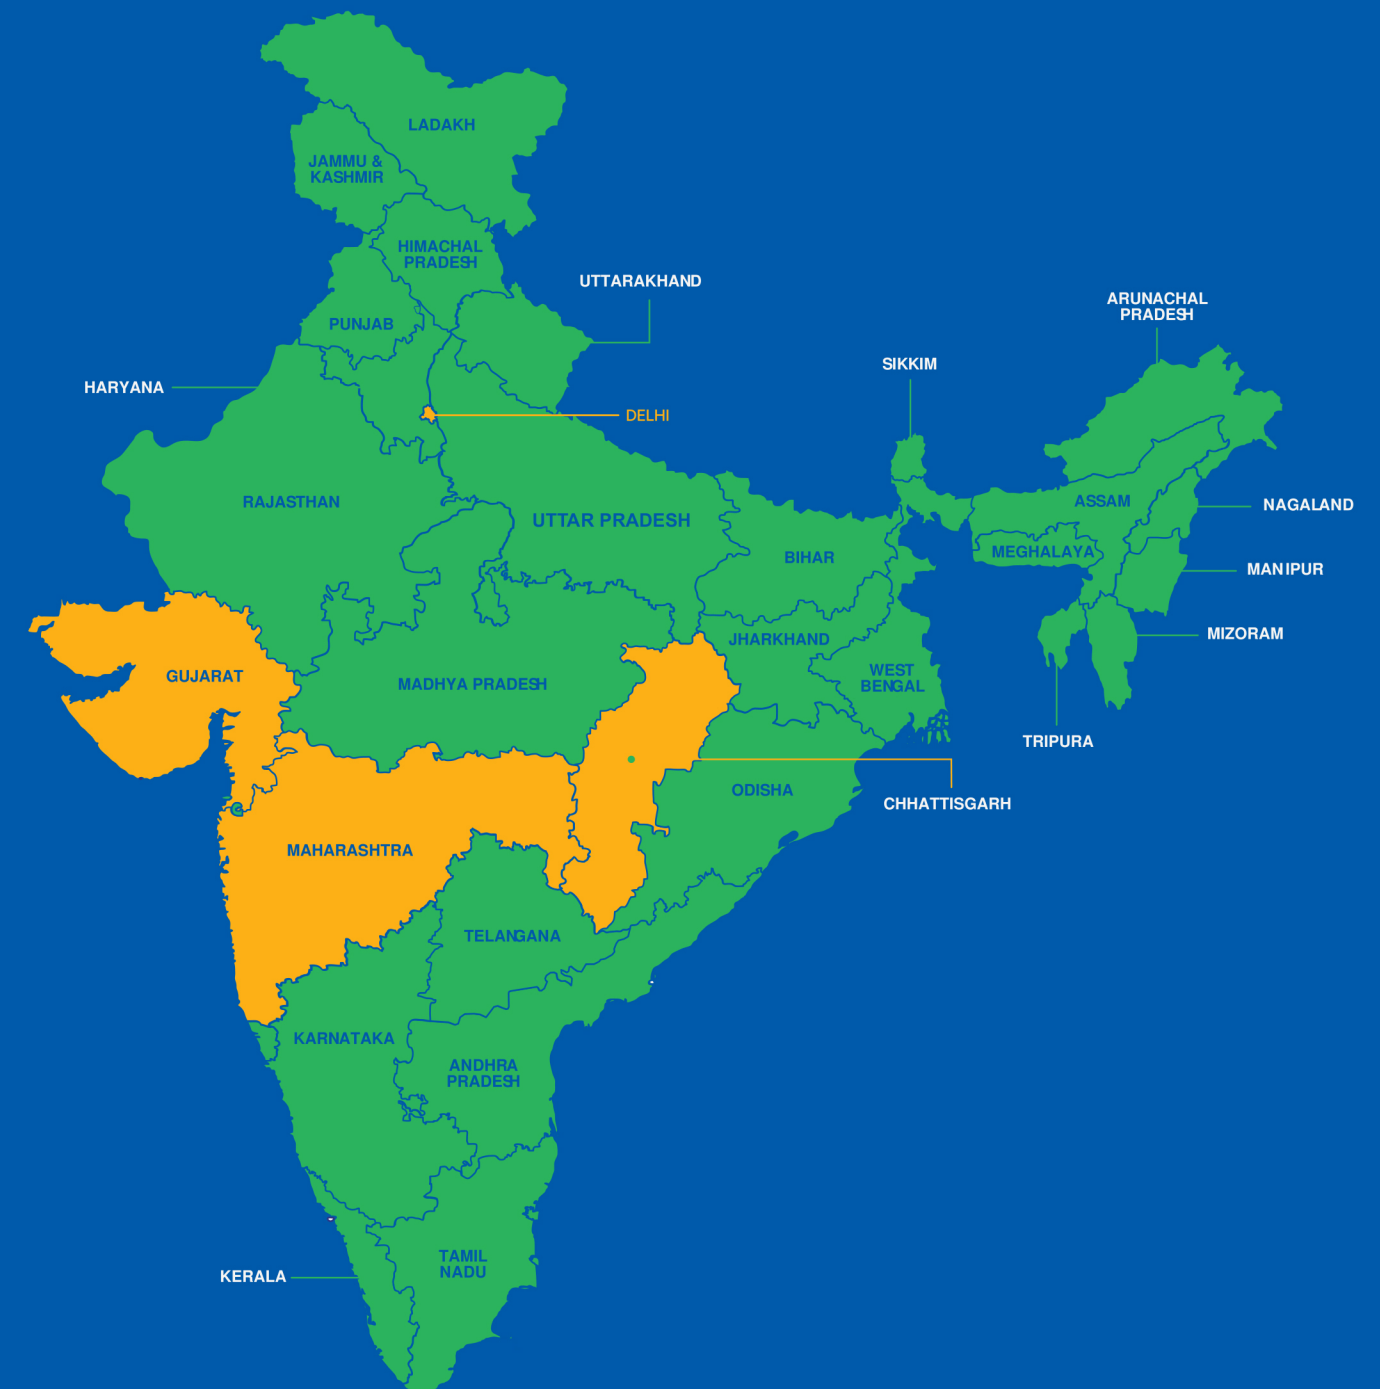 LADAKH
JAMMU &
KASHMIR
HIMACHAL
PRADESH
UTTARAKHAND
ARUNACHAL
PRADESH
PUNJAB
SIKKIM
HARYANA
DELHI
RAJASTHAN
UTTAR PRADESH
ASSAM
NAGALAND
BIHAR
MEGHALAYA
MANIPUR
JHARKHAND
MIZORAM
GUJARAT
MADHYA PRADESH
WEST
BENGAL
TRIPURA
ODISHA
CHHATTISGARH
MAHARASHTRA
TELANGANA
KARNATAKA
ANDHRA
PRADESH
TAMIL
NADU
KERALA